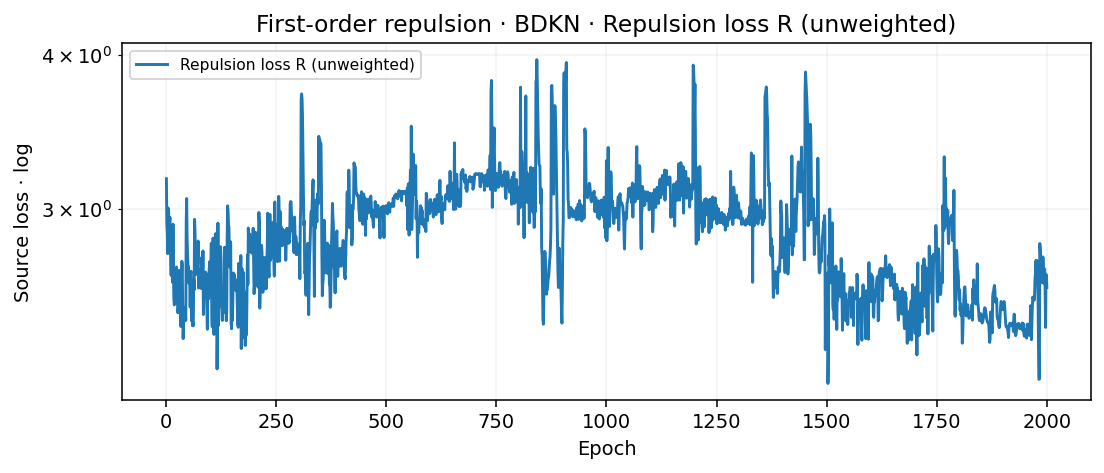 First-order repulsion · BDKN · Repulsion loss R (unweighted)
Repulsion loss R (unweighted)
4 × 10⁰
3 × 10⁰
Source loss · log
0 250 500 750 1000 1250 1500 1750 2000
Epoch